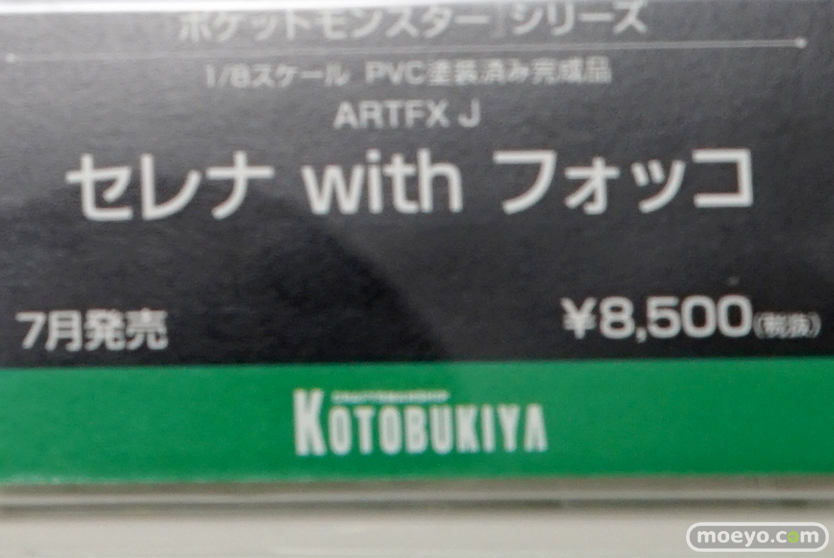 ポケットモンスター」シリーズ
1/8スケール PVC塗装済み完成品
ARTFX J
セレナ with フォッコ
7月発売
¥8,500(税抜)
KOTOBUKIYA
moeyo.com